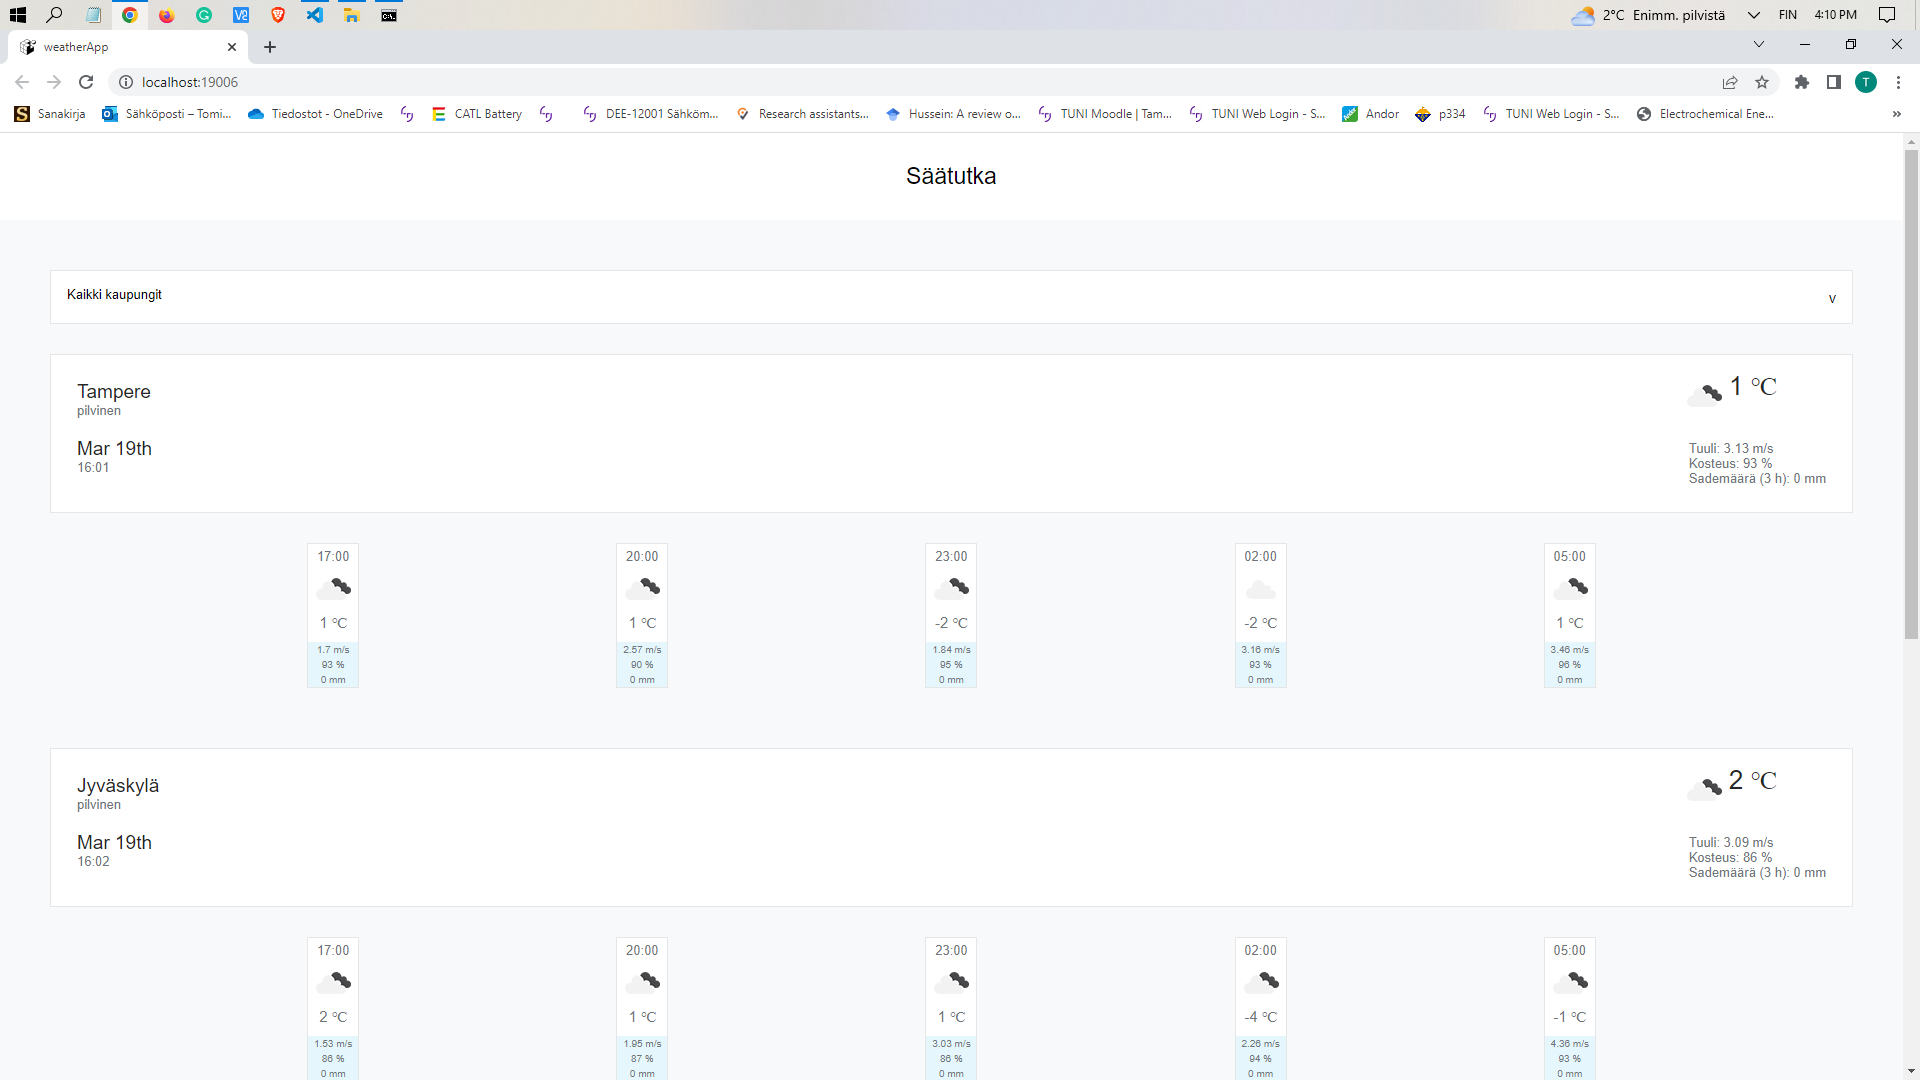 2°C Enimm. pilvistä FIN 4:10 PM
weatherApp
localhost:19006 T
Sanakirja Sähköposti – Tomi... Tiedostot - OneDrive CATL Battery DEE-12001 Sähköm... Research assistants... Hussein: A review o... TUNI Moodle | Tam... TUNI Web Login - S... Andor p334 TUNI Web Login - S... Electrochemical Ene... »
Säätutka
Kaikki kaupungit v
Tampere 1 °C
pilvinen
Mar 19th Tuuli: 3.13 m/s
16:01 Kosteus: 93 %
Sademäärä (3 h): 0 mm
17:00 20:00 23:00 02:00 05:00
1 °C 1 °C -2 °C -2 °C 1 °C
1.7 m/s 2.57 m/s 1.84 m/s 3.16 m/s 3.46 m/s
93 % 90 % 95 % 93 % 96 %
0 mm 0 mm 0 mm 0 mm 0 mm
Jyväskylä 2 °C
pilvinen
Mar 19th Tuuli: 3.09 m/s
16:02 Kosteus: 86 %
Sademäärä (3 h): 0 mm
17:00 20:00 23:00 02:00 05:00
2 °C 1 °C 1 °C -4 °C -1 °C
1.53 m/s 1.95 m/s 3.03 m/s 2.26 m/s 4.36 m/s
86 % 87 % 86 % 94 % 93 %
0 mm 0 mm 0 mm 0 mm 0 mm